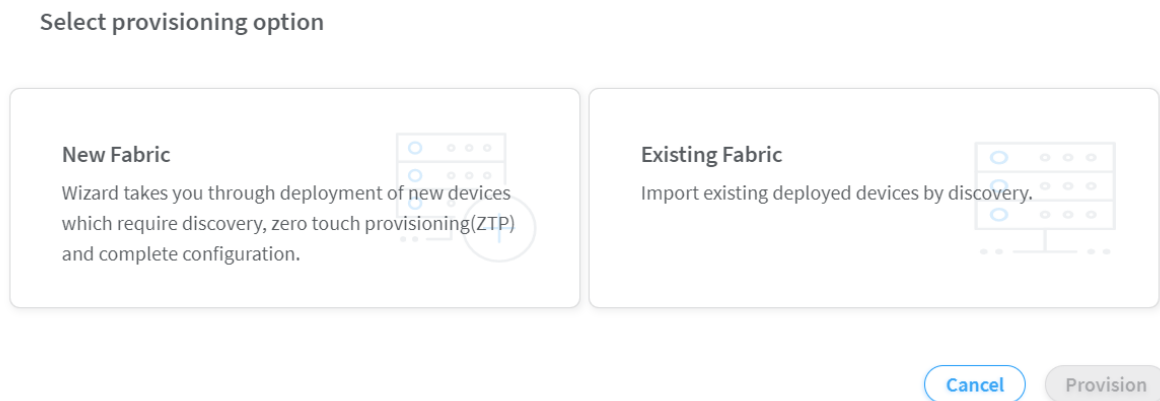 Select provisioning option
New Fabric
Wizard takes you through deployment of new devices
which require discovery, zero touch provisioning(ZTP)
and complete configuration.
Existing Fabric
Import existing deployed devices by discovery.
Cancel
Provision